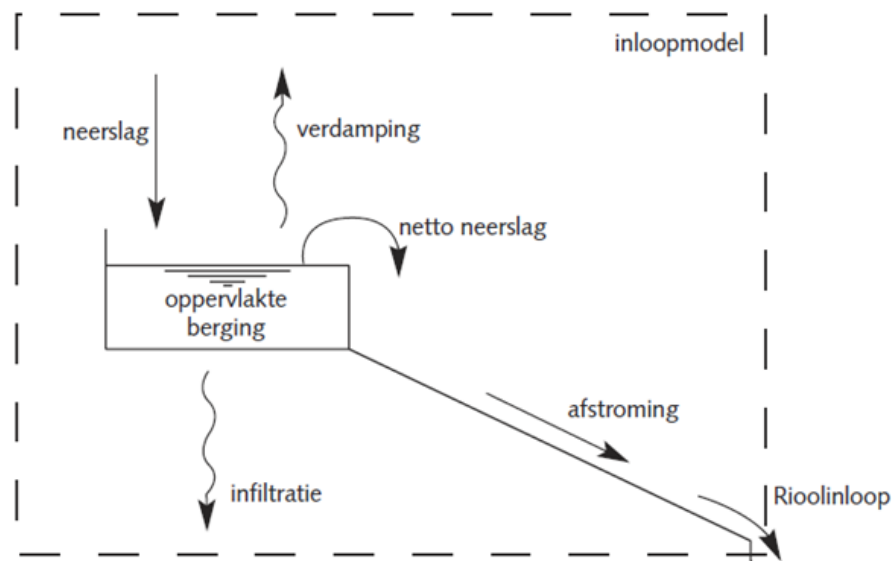 inloopmodel
neerslag
verdamping
netto neerslag
oppervlakte
berging
afstroming
infiltratie
Rioolinloop